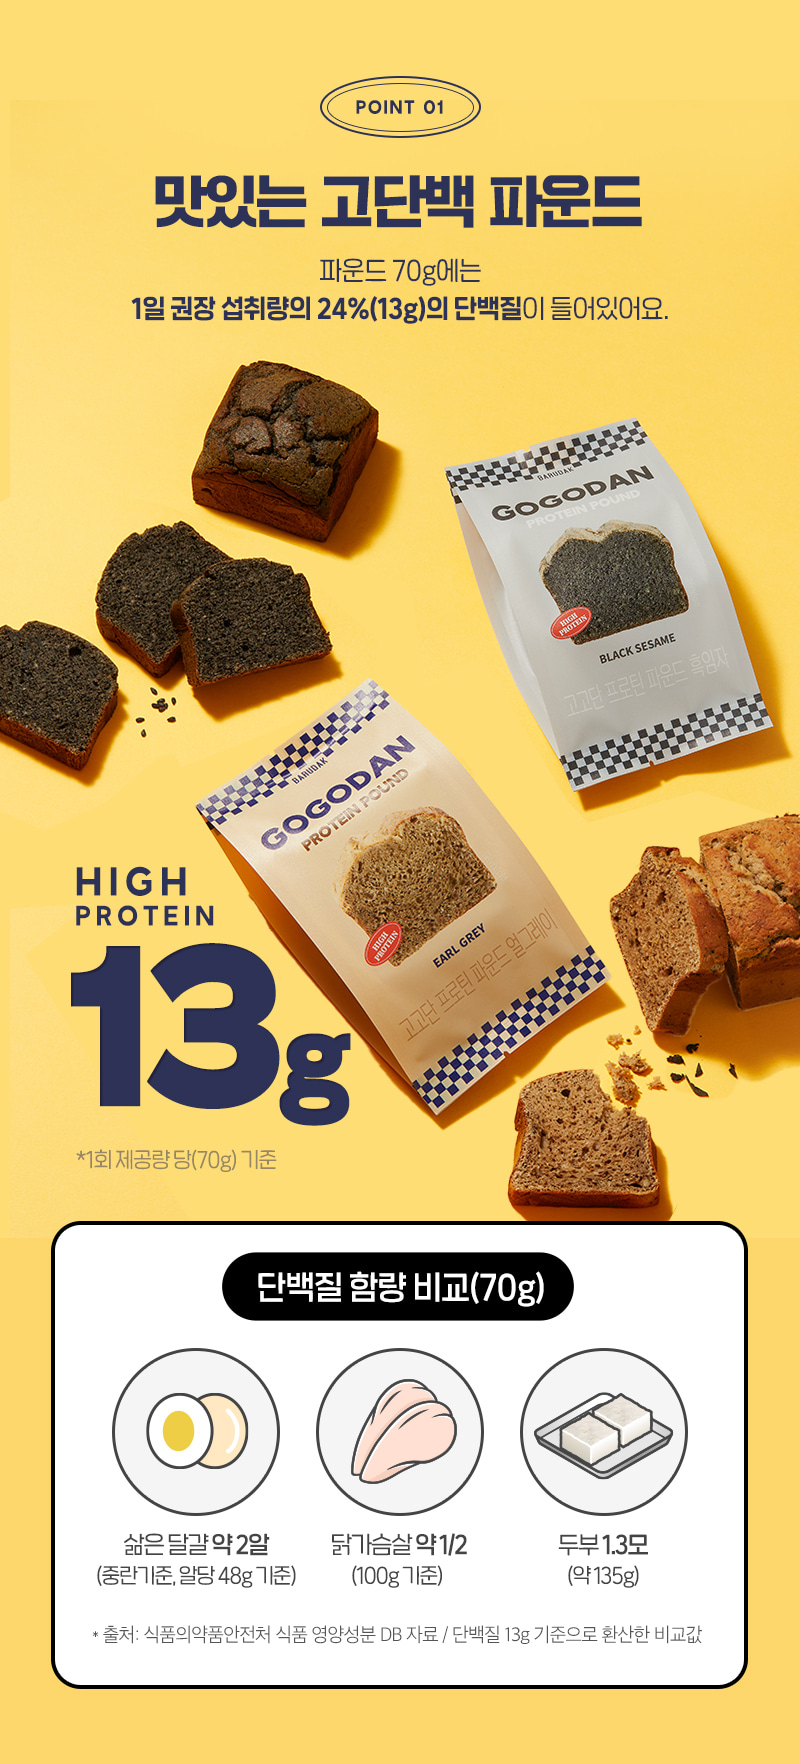 POINT 01
맛있는 고단백 파운드
파운드 70g에는
1일 권장 섭취량의 24%(13g)의 단백질이 들어있어요.
BARUDAK
GOGODAN
PROTEIN POUND
HIGH
PROTEIN
BLACK SESAME
고고단 프로틴 파운드 흑임자
BARUDAK
GOGODAN
PROTEIN POUND
HIGH
PROTEIN
EARL GREY
고고단 프로틴 파운드 얼그레이
HIGH
PROTEIN
13g
*1회 제공량 당(70g) 기준
단백질 함량 비교(70g)
삶은 달걀 약 2알
(중란기준, 알당 48g 기준)
닭가슴살 약 1/2
(100g 기준)
두부 1.3모
(약 135g)
* 출처: 식품의약품안전처 식품 영양성분 DB 자료 / 단백질 13g 기준으로 환산한 비교값